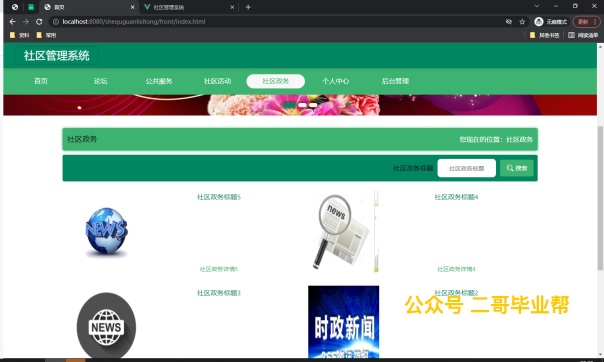 首页
社区管理系统
localhost:8080/shequguanlixitong/front/index.html
无痕模式
更新
资料
常用
其他书签
阅读清单
社区管理系统
首页
论坛
公共服务
社区活动
社区政务
个人中心
后台管理
社区政务
您现在的位置：社区政务
社区政务标题
社区政务标题
搜索
社区政务标题5
社区政务标题4
NEWS
news
社区政务详情5
社区政务详情4
社区政务标题3
社区政务标题2
公众号 二哥毕业帮
NEWS
时政新闻